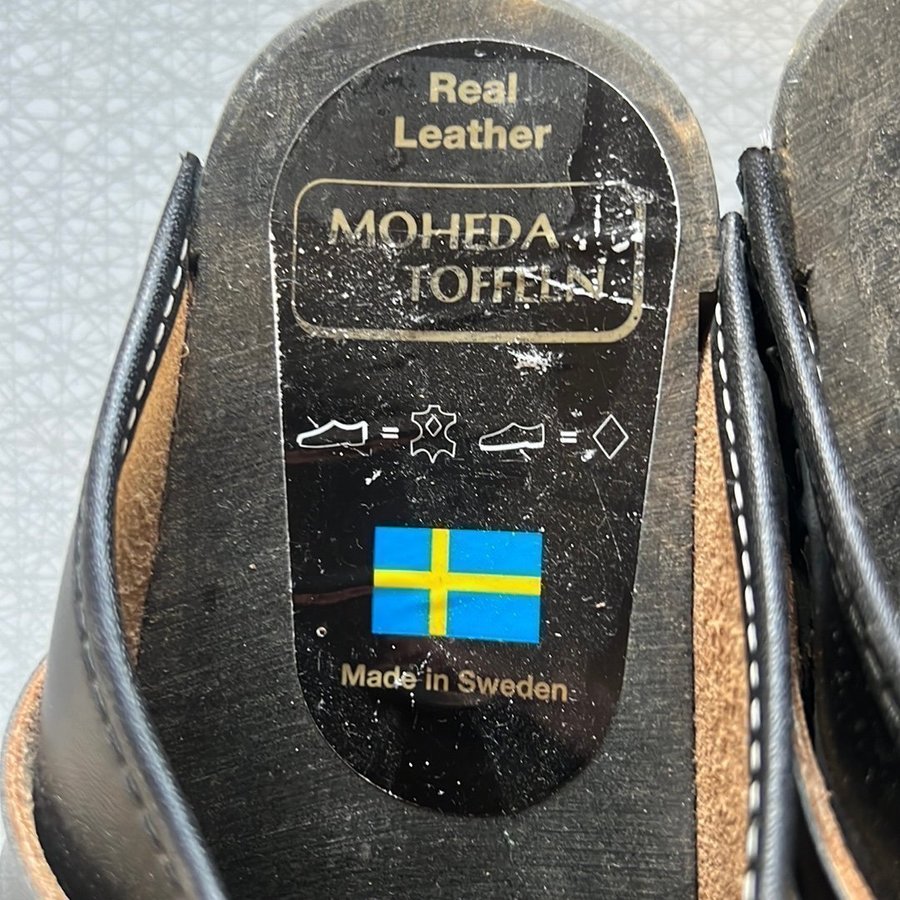 Real
Leather
MOHEDA
TOFFELN
= =
Made in Sweden